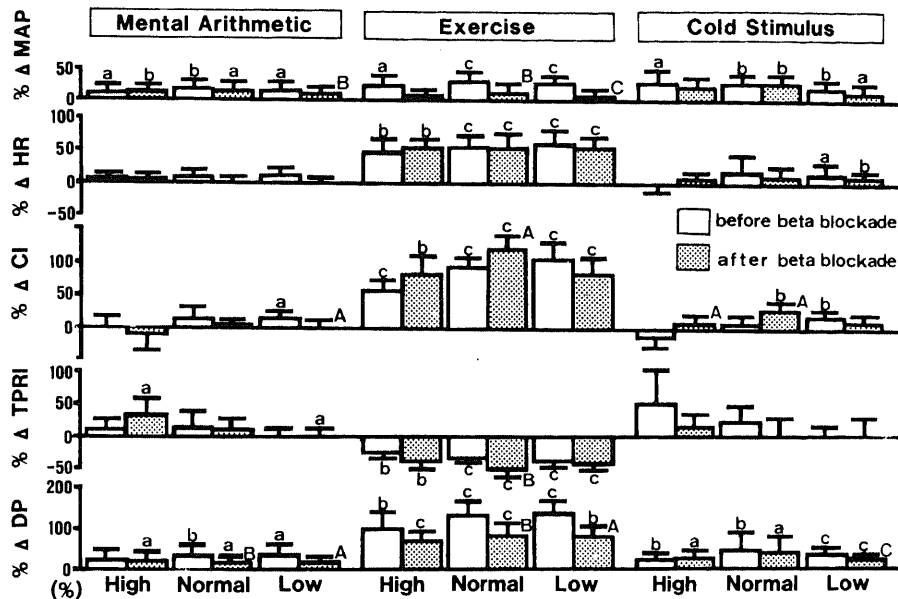 Mental Arithmetic Exercise Cold Stimulus
% Δ MAP
50
0
a b b a a B a c c B c C a b b b a
% Δ HR
100
50
0
-50
b b c c c c a b
before beta blockade
after beta blockade
% Δ CI
100
50
0
a A c b c c A c c A b A b
% Δ TPRI
100
50
0
-50
a a b b c c B c c
% Δ DP
200
100
0
a b a B a A b c c c B c b A b a b a c c C
(%) High Normal Low High Normal Low High Normal Low